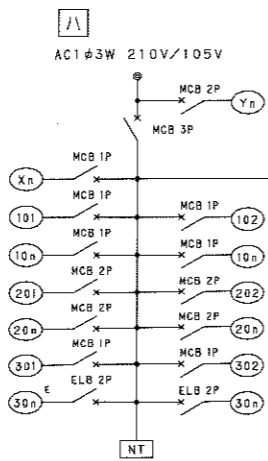 八
AC1φ3W 210V/105V
MCB 2P
Yn
MCB 3P
MCB 1P
Xn
MCB 1P
101
MCB 1P
102
MCB 1P
10n
MCB 1P
10n
MCB 2P
201
MCB 2P
202
MCB 2P
20n
MCB 2P
20n
MCB 1P
301
MCB 1P
302
E ELB 2P
30n
ELB 2P
30n
NT